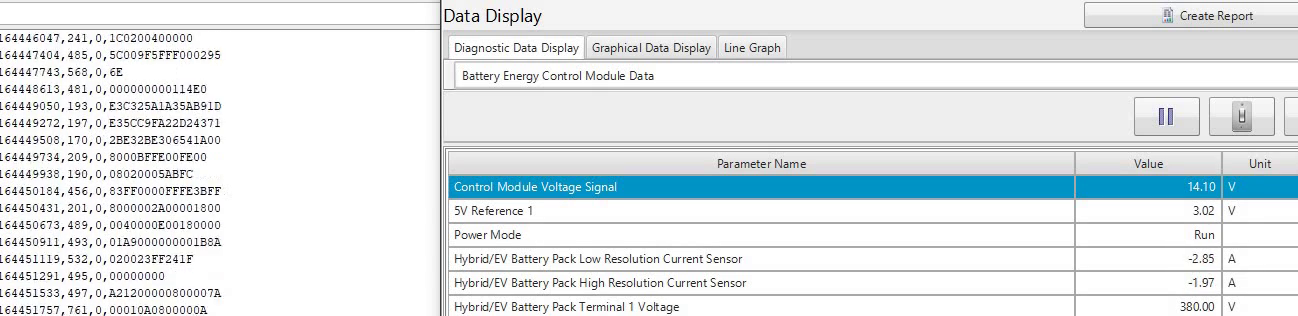 164446047,241,0,1C0200400000
164447404,485,0,5C009F5FFF000295
164447743,568,0,6E
164448613,481,0,000000000114E0
164449050,193,0,E3C325A1A35AB91D
164449272,197,0,E35CC9FA22D24371
164449508,170,0,2BE32BE306541A00
164449734,209,0,8000BFFE00FE00
164449938,190,0,08020005ABFC
164450184,456,0,83FF0000FFFE3BFF
164450431,201,0,8000002A00001800
164450673,489,0,0040000E00180000
164450911,493,0,01A9000000001B8A
164451119,532,0,020023FF241F
164451291,495,0,00000000
164451533,497,0,A21200000800007A
164451757,761,0,00010A0800000A
Data Display
Create Report
Diagnostic Data Display Graphical Data Display Line Graph
Battery Energy Control Module Data
Parameter Name Value Unit
Control Module Voltage Signal 14.10 V
5V Reference 1 3.02 V
Power Mode Run
Hybrid/EV Battery Pack Low Resolution Current Sensor -2.85 A
Hybrid/EV Battery Pack High Resolution Current Sensor -1.97 A
Hybrid/EV Battery Pack Terminal 1 Voltage 380.00 V